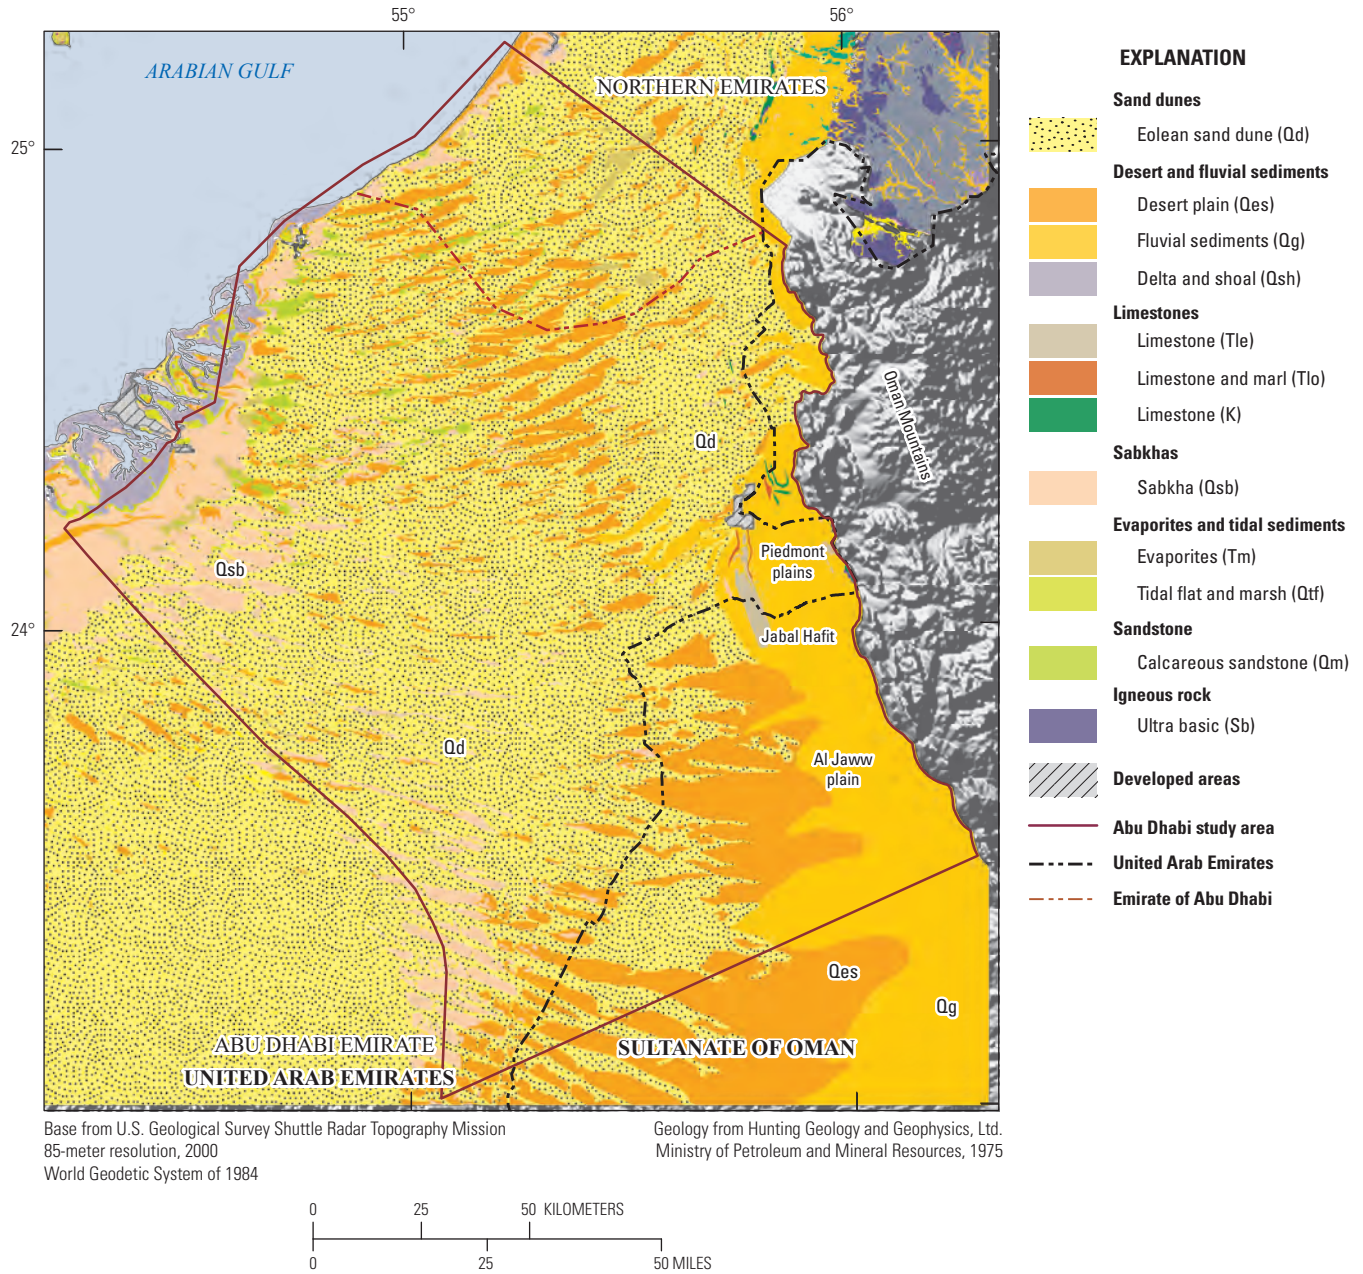 55°
56°
ARABIAN GULF
NORTHERN EMIRATES
25°
Oman Mountains
Qd
Qsb
Piedmont
plains
24°
Jabal Hafit
Qd
Al Jaww
plain
Qes
Qg
ABU DHABI EMIRATE
UNITED ARAB EMIRATES
SULTANATE OF OMAN
Base from U.S. Geological Survey Shuttle Radar Topography Mission
85-meter resolution, 2000
World Geodetic System of 1984
Geology from Hunting Geology and Geophysics, Ltd.
Ministry of Petroleum and Mineral Resources, 1975
0 25 50 KILOMETERS
0 25 50 MILES
EXPLANATION
Sand dunes
Eolean sand dune (Qd)
Desert and fluvial sediments
Desert plain (Qes)
Fluvial sediments (Qg)
Delta and shoal (Qsh)
Limestones
Limestone (Tle)
Limestone and marl (Tlo)
Limestone (K)
Sabkhas
Sabkha (Qsb)
Evaporites and tidal sediments
Evaporites (Tm)
Tidal flat and marsh (Qtf)
Sandstone
Calcareous sandstone (Qm)
Igneous rock
Ultra basic (Sb)
Developed areas
Abu Dhabi study area
United Arab Emirates
Emirate of Abu Dhabi